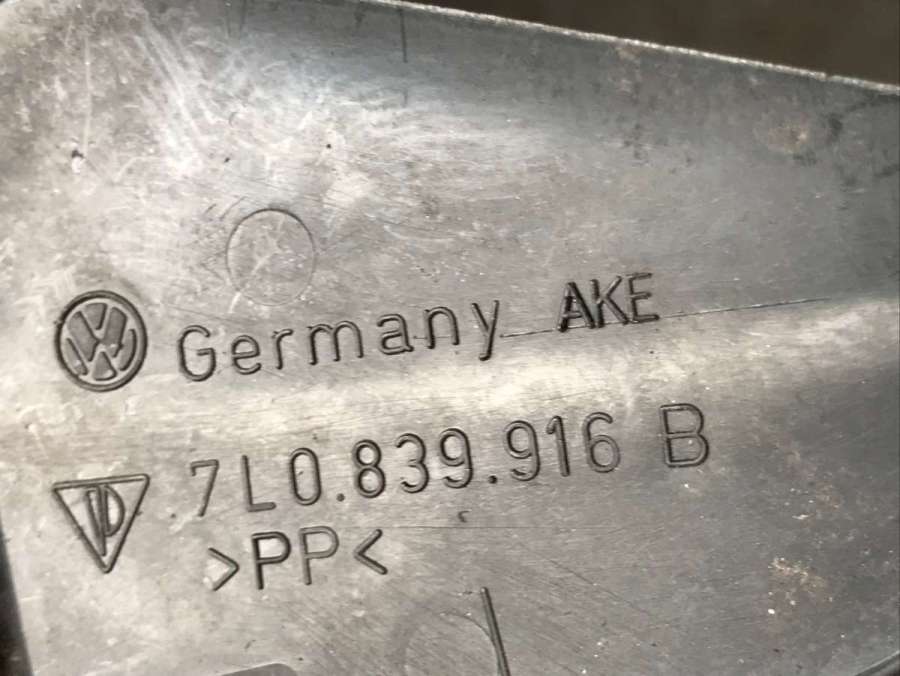 Germany AKE
7L0.839.916 B
>PP<